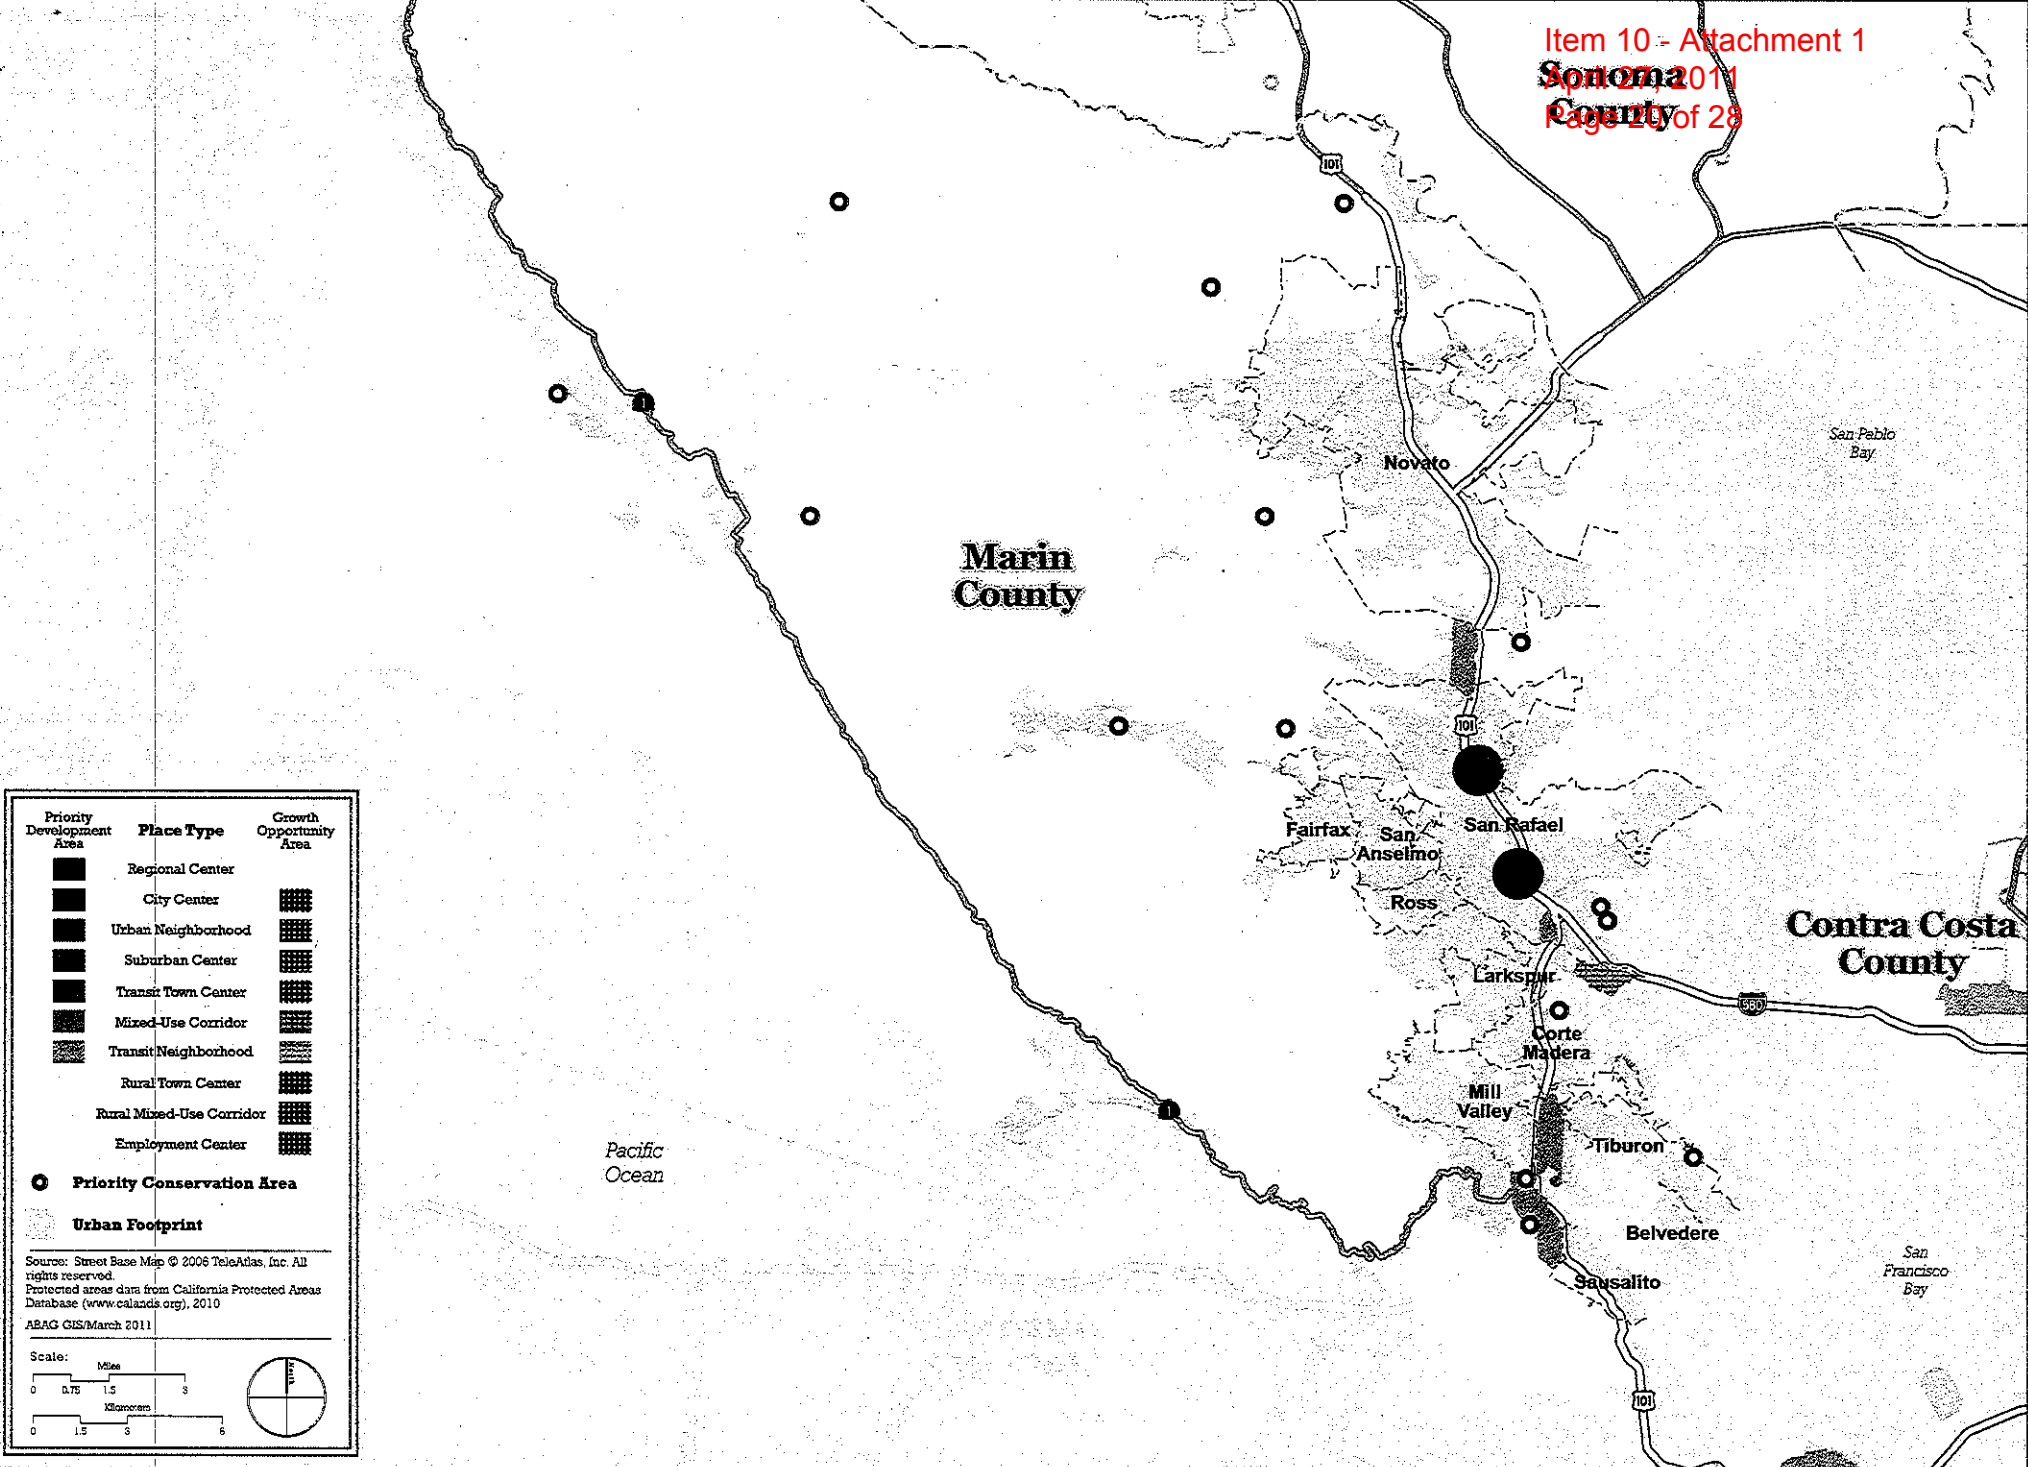 Item 10 - Attachment 1
April 27, 2011
Page 20 of 28
Sonoma
County
101
San Pablo
Bay
Novato
1
Marin
County
101
Fairfax
San
Anselmo
San Rafael
Ross
Contra Costa
County
Larkspur
580
Corte
Madera
Mill
Valley
1
Tiburon
Pacific
Ocean
Belvedere
San
Francisco
Bay
Sausalito
101
Priority
Development
Area
Place Type
Growth
Opportunity
Area
Regional Center
City Center
Urban Neighborhood
Suburban Center
Transit Town Center
Mixed-Use Corridor
Transit Neighborhood
Rural Town Center
Rural Mixed-Use Corridor
Employment Center
Priority Conservation Area
Urban Footprint
Source: Street Base Map © 2006 TeleAtlas, Inc. All
rights reserved.
Protected areas data from California Protected Areas
Database (www.calands.org), 2010
ABAG GIS/March 2011
Scale:
Miles
0 0.75 1.5 3
Kilometers
0 1.5 3 6
North